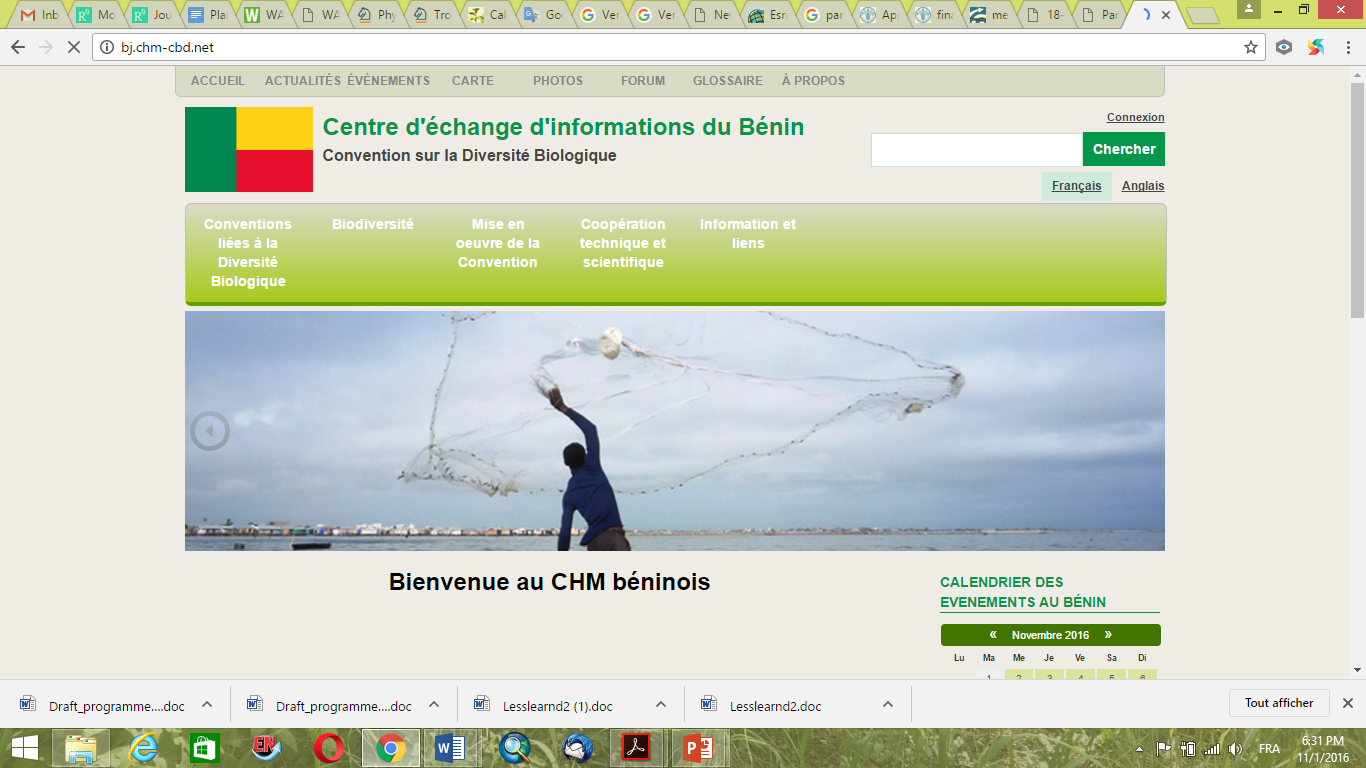 Inb
Mc
Jou
Pla
WA
WA
Phy
Tro
Cal
Goo
Ver
Ver
Ne
Esri
par
Ap
fina
me
18-
Par
bj.chm-cbd.net
ACCUEIL ACTUALITÉS ÉVÉNEMENTS CARTE PHOTOS FORUM GLOSSAIRE À PROPOS
Centre d'échange d'informations du Bénin
Convention sur la Diversité Biologique
Connexion
Chercher
Français Anglais
Conventions
liées à la
Diversité
Biologique
Biodiversité
Mise en
oeuvre de la
Convention
Coopération
technique et
scientifique
Information et
liens
Bienvenue au CHM béninois
CALENDRIER DES
EVENEMENTS AU BÉNIN
« Novembre 2016 »
Lu Ma Me Je Ve Sa Di
1 2 3 4 5 6
Draft_programme....doc
Draft_programme....doc
Lesslearnd2 (1).doc
Lesslearnd2.doc
Tout afficher
FRA
6:31 PM
11/1/2016